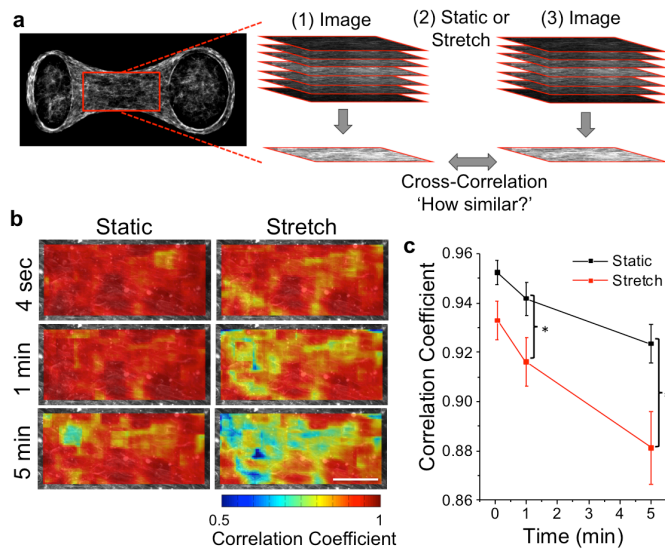 a
(1) Image
(2) Static or
Stretch
(3) Image
Cross-Correlation
'How similar?'
b
Static
Stretch
4 sec
1 min
5 min
0.5
1
Correlation Coefficient
c
Correlation Coefficient
0.96
0.94
0.92
0.90
0.88
0.86
Static
Stretch
*
0
1
2
3
4
5
Time (min)